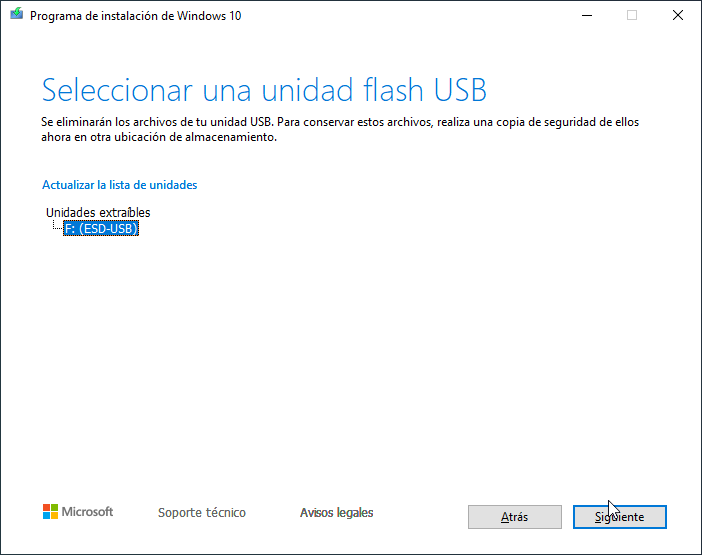 Programa de instalación de Windows 10
Seleccionar una unidad flash USB
Se eliminarán los archivos de tu unidad USB. Para conservar estos archivos, realiza una copia de seguridad de ellos
ahora en otra ubicación de almacenamiento.
Actualizar la lista de unidades
Unidades extraíbles
F: (ESD-USB)
Microsoft Soporte técnico Avisos legales Atrás Siguiente